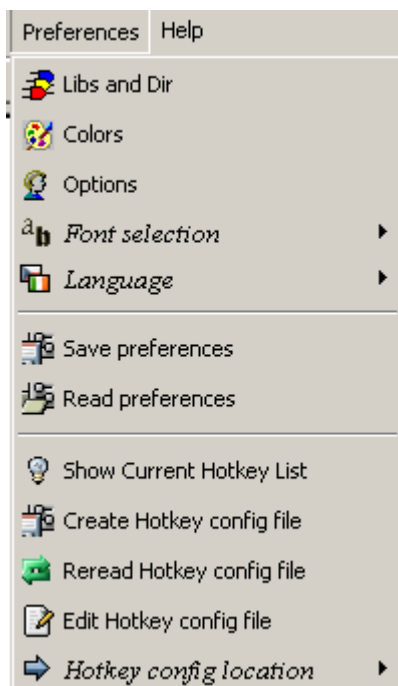 Preferences Help
Libs and Dir
Colors
Options
Font selection
Language
Save preferences
Read preferences
Show Current Hotkey List
Create Hotkey config file
Reread Hotkey config file
Edit Hotkey config file
Hotkey config location